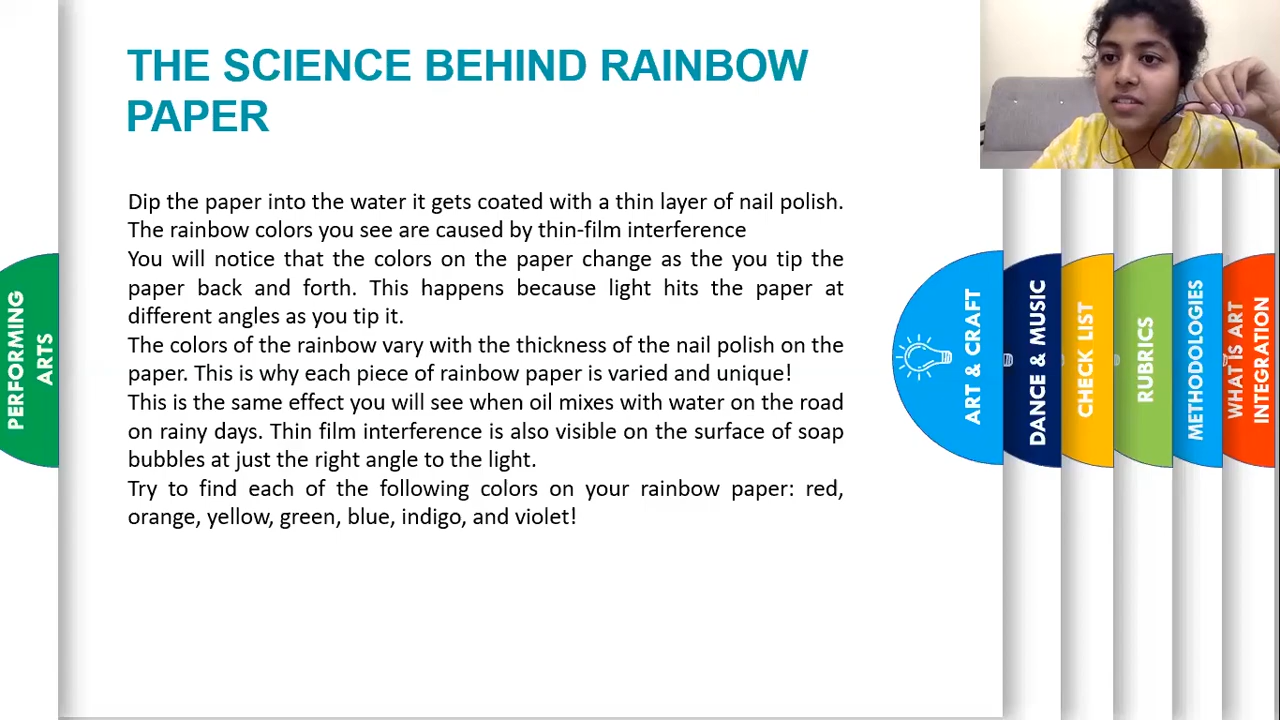 THE SCIENCE BEHIND RAINBOW
PAPER
Dip the paper into the water it gets coated with a thin layer of nail polish.
The rainbow colors you see are caused by thin-film interference
You will notice that the colors on the paper change as the you tip the
paper back and forth. This happens because light hits the paper at
different angles as you tip it.
The colors of the rainbow vary with the thickness of the nail polish on the
paper. This is why each piece of rainbow paper is varied and unique!
This is the same effect you will see when oil mixes with water on the road
on rainy days. Thin film interference is also visible on the surface of soap
bubbles at just the right angle to the light.
Try to find each of the following colors on your rainbow paper: red,
orange, yellow, green, blue, indigo, and violet!
PERFORMING
ARTS
ART & CRAFT
DANCE & MUSIC
CHECK LIST
RUBRICS
METHODOLOGIES
WHAT IS ART
INTEGRATION